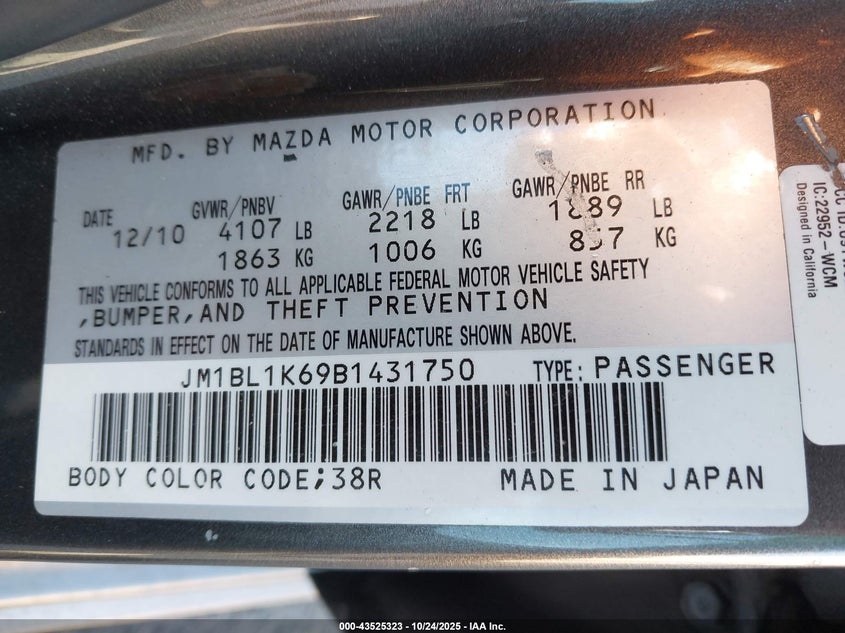 MFD. BY MAZDA MOTOR CORPORATION
DATE GVWR/PNBV GAWR/PNBE FRT GAWR/PNBE RR
12/10 4107 LB 2218 LB 1889 LB
1863 KG 1006 KG 857 KG
THIS VEHICLE CONFORMS TO ALL APPLICABLE FEDERAL MOTOR VEHICLE SAFETY
,BUMPER,AND THEFT PREVENTION
STANDARDS IN EFFECT ON THE DATE OF MANUFACTURE SHOWN ABOVE.
JM1BL1K69B1431750 TYPE: PASSENGER
BODY COLOR CODE;38R MADE IN JAPAN
IC:22952-WCM
Designed in California
000-43525323 | 10/24/2025 - IAA Inc.